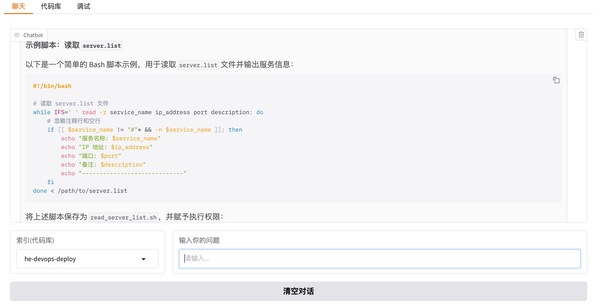 聊天 代码库 调试
Chatbot
示例脚本：读取 server.list
以下是一个简单的 Bash 脚本示例，用于读取 server.list 文件并输出服务信息：
#!/bin/bash
# 读取 server.list 文件
while IFS=' ' read -r service_name ip_address port description; do
# 忽略注释行和空行
if [[ $service_name != "#"* && -n $service_name ]]; then
echo "服务名称: $service_name"
echo "IP 地址: $ip_address"
echo "端口: $port"
echo "备注: $description"
echo "-----------------------------"
fi
done < /path/to/server.list
将上述脚本保存为 read_server_list.sh，并赋予执行权限：
索引(代码库)
he-devops-deploy
输入你的问题
请输入...
清空对话